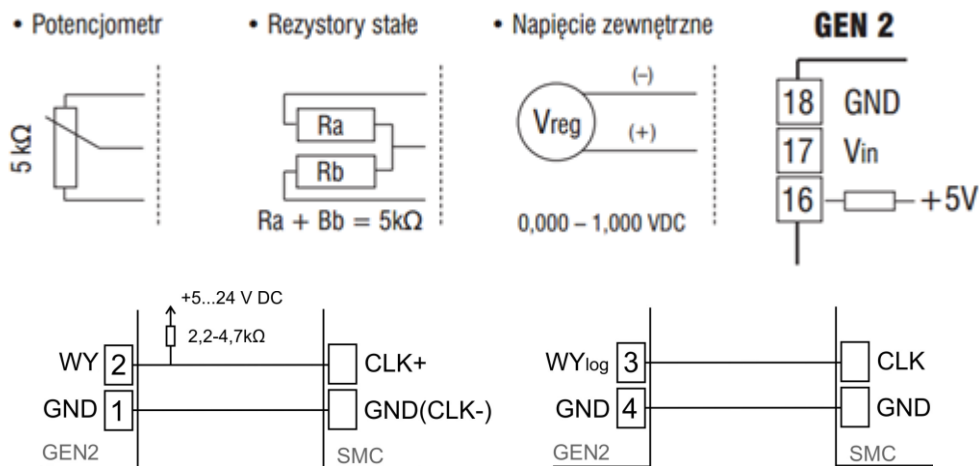 • Potencjometr
• Rezystory stałe
• Napięcie zewnętrzne
GEN 2
5 kΩ
Ra
Rb
Ra + Bb = 5kΩ
Vreg
(–)
(+)
0,000 – 1,000 VDC
18 GND
17 Vin
16 +5V
+5...24 V DC
2,2-4,7kΩ
WY 2 CLK+
GND 1 GND(CLK-)
GEN2 SMC
WYlog 3 CLK
GND 4 GND
GEN2 SMC